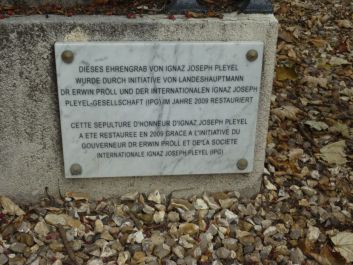 DIESES EHRENGRAB VON IGNAZ JOSEPH PLEYEL
WURDE DURCH INITIATIVE VON LANDESHAUPTMANN
DR ERWIN PRÖLL UND DER INTERNATIONALEN IGNAZ JOSEPH
PLEYEL-GESELLSCHAFT (IPG) IM JAHRE 2009 RESTAURIERT
CETTE SEPULTURE D'HONNEUR D'IGNAZ JOSEPH PLEYEL
A ETE RESTAUREE EN 2009 GRACE A L'INITIATIVE DU
GOUVERNEUR DR ERWIN PRÖLL ET DE LA SOCIETE
INTERNATIONALE IGNAZ JOSEPH PLEYEL (IPG)